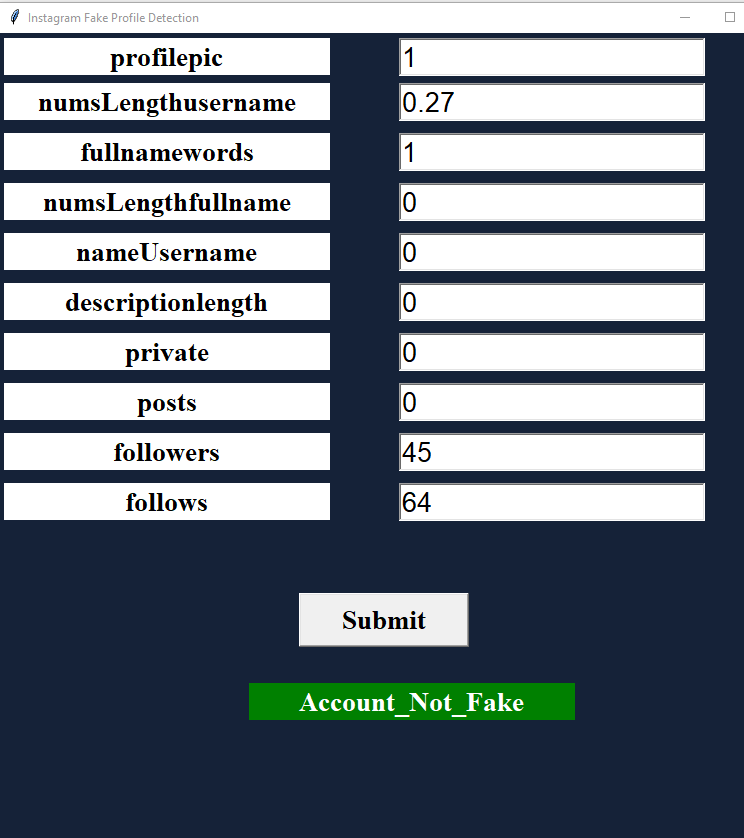 Instagram Fake Profile Detection
profilepic 1
numsLengthusername 0.27
fullnamewords 1
numsLengthfullname 0
nameUsername 0
descriptionlength 0
private 0
posts 0
followers 45
follows 64
Submit
Account_Not_Fake